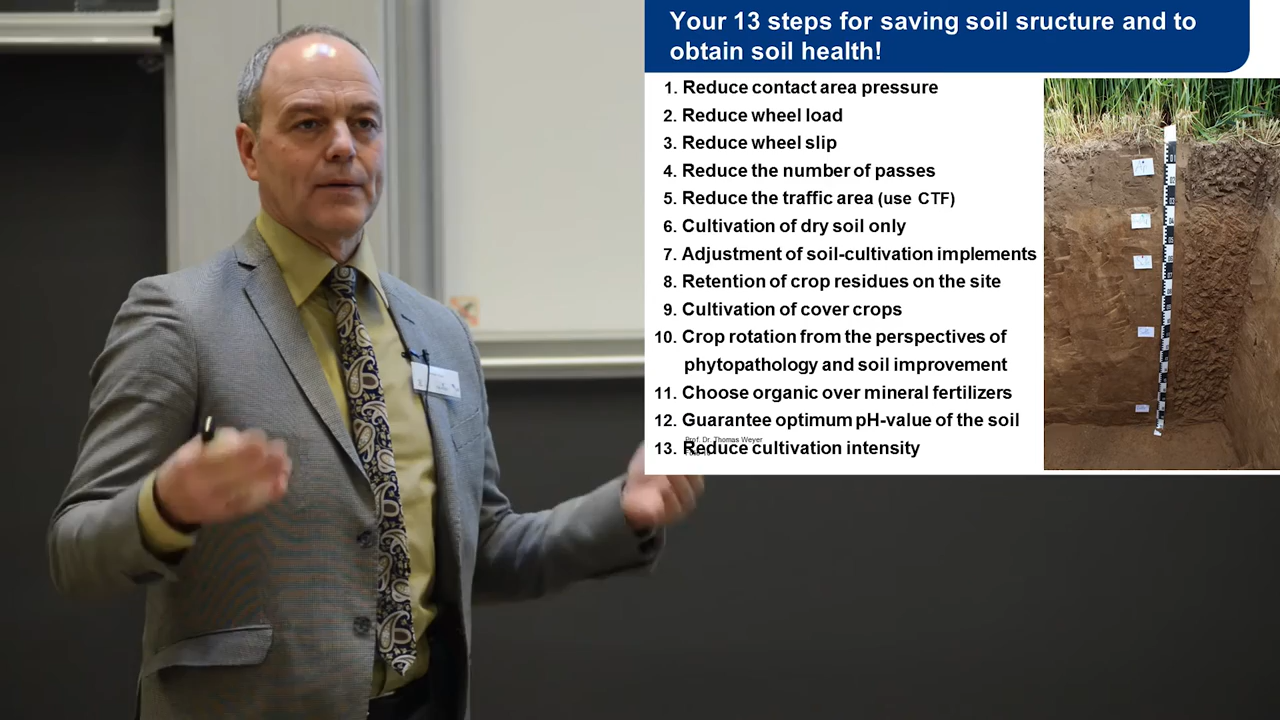 Your 13 steps for saving soil sructure and to
obtain soil health!
1. Reduce contact area pressure
2. Reduce wheel load
3. Reduce wheel slip
4. Reduce the number of passes
5. Reduce the traffic area (use CTF)
6. Cultivation of dry soil only
7. Adjustment of soil-cultivation implements
8. Retention of crop residues on the site
9. Cultivation of cover crops
10. Crop rotation from the perspectives of
phytopathology and soil improvement
11. Choose organic over mineral fertilizers
12. Guarantee optimum pH-value of the soil
Prof. Dr. Thomas Weyer
13. Reduce cultivation intensity